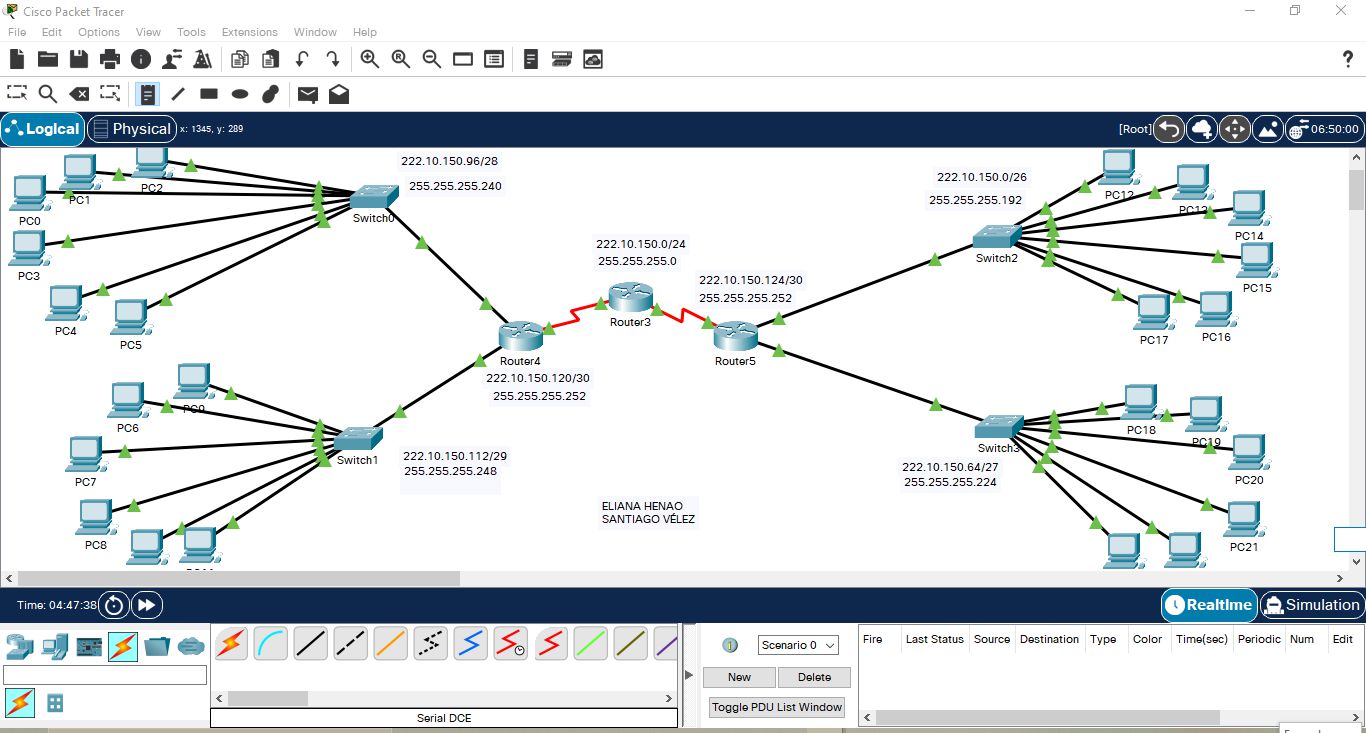 Cisco Packet Tracer
File Edit Options View Tools Extensions Window Help
?
Logical Physical x: 1345, y: 289 [Root] 06:50:00
PC2
PC1
PC0
PC3
PC4
PC5
Switch0
222.10.150.96/28
255.255.255.240
222.10.150.0/24
255.255.255.0
Router3
222.10.150.124/30
255.255.255.252
Router4
Router5
222.10.150.120/30
255.255.255.252
222.10.150.0/26
255.255.255.192
Switch2
PC12
PC13
PC14
PC15
PC16
PC17
PC9
PC6
PC7
PC8
Switch1
222.10.150.112/29
255.255.255.248
ELIANA HENAO
SANTIAGO VÉLEZ
Switch3
222.10.150.64/27
255.255.255.224
PC18
PC19
PC20
PC21
Time: 04:47:38 Realtime Simulation
Scenario 0
New Delete
Toggle PDU List Window
Serial DCE
Fire Last Status Source Destination Type Color Time(sec) Periodic Num Edit